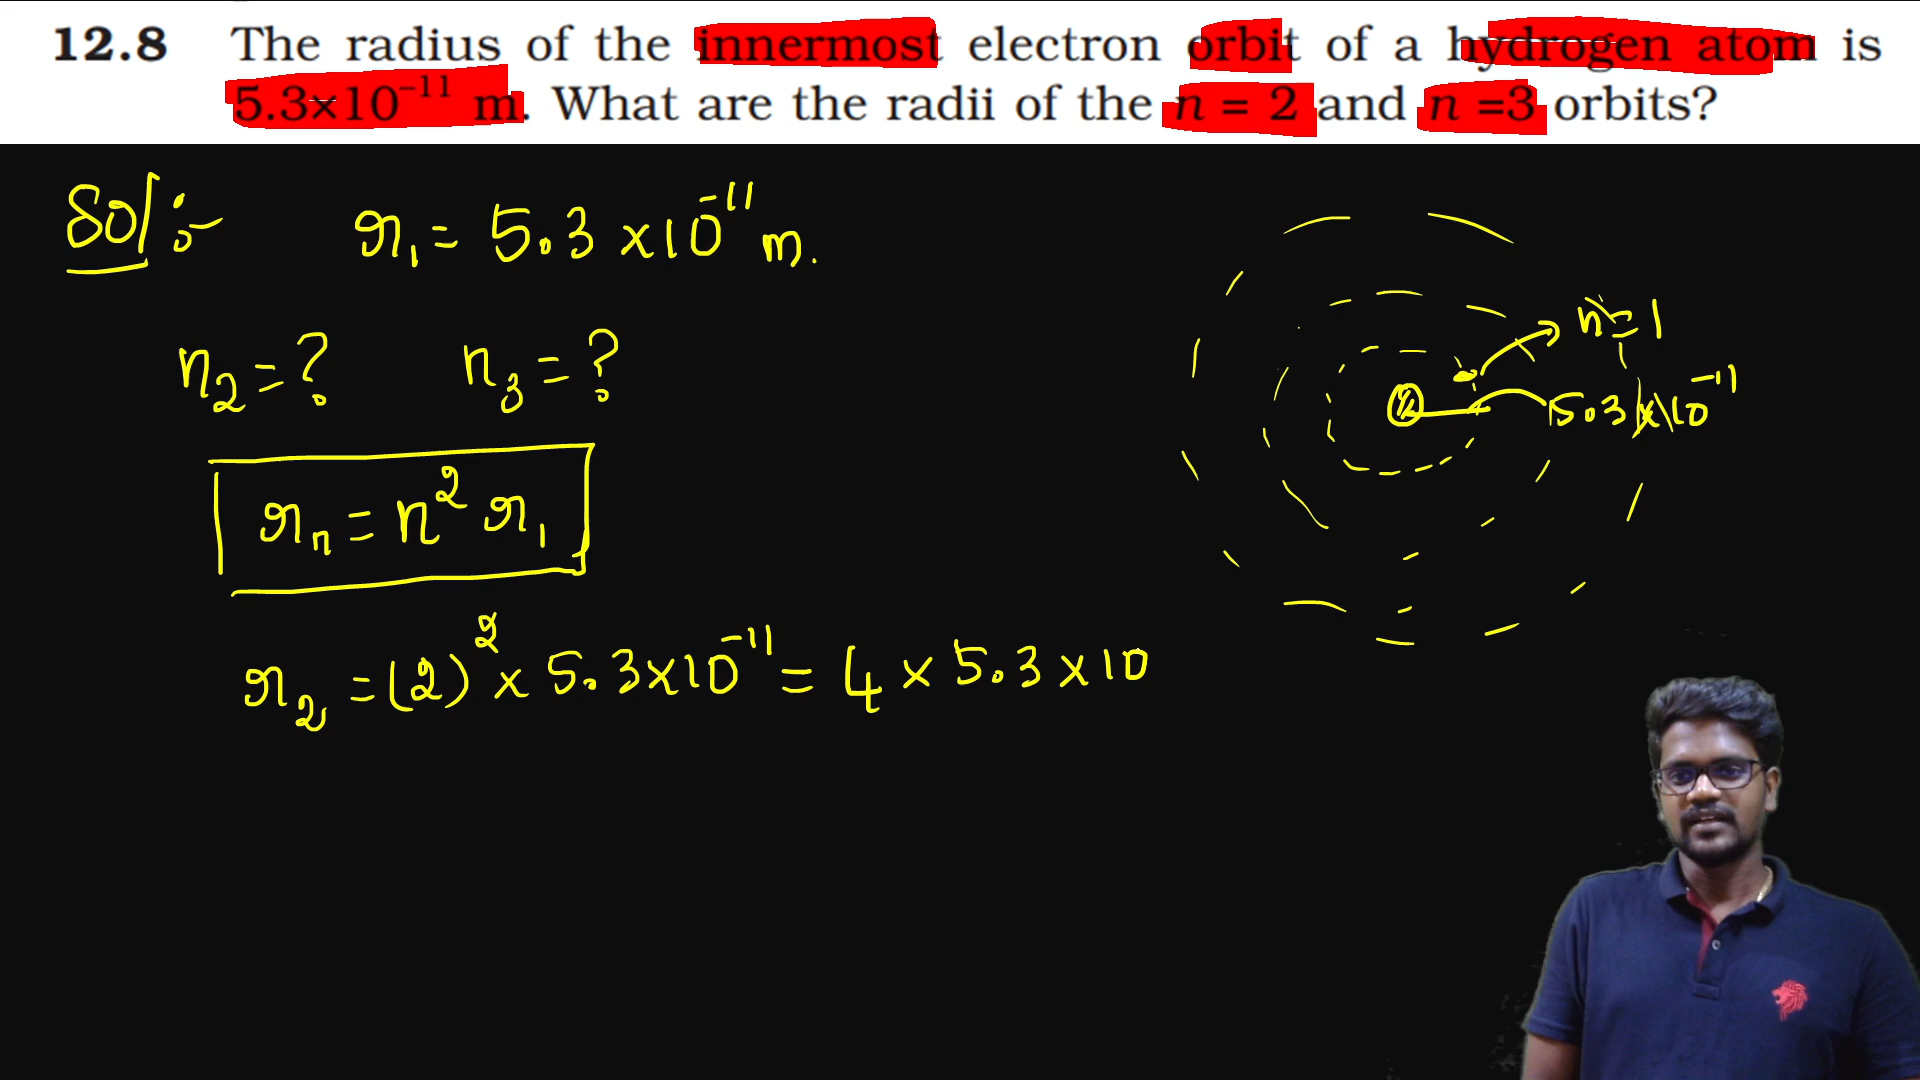 12.8 The radius of the innermost electron orbit of a hydrogen atom is
5.3×10⁻¹¹ m. What are the radii of the n = 2 and n =3 orbits?
Sol:-
r₁ = 5.3 ×10⁻¹¹ m.
n = 1
n₂ = ? n₃ = ?
5.3 × 10⁻¹¹
rₙ = n² r₁
r₂ = (2)² × 5.3×10⁻¹¹ = 4 × 5.3 × 10